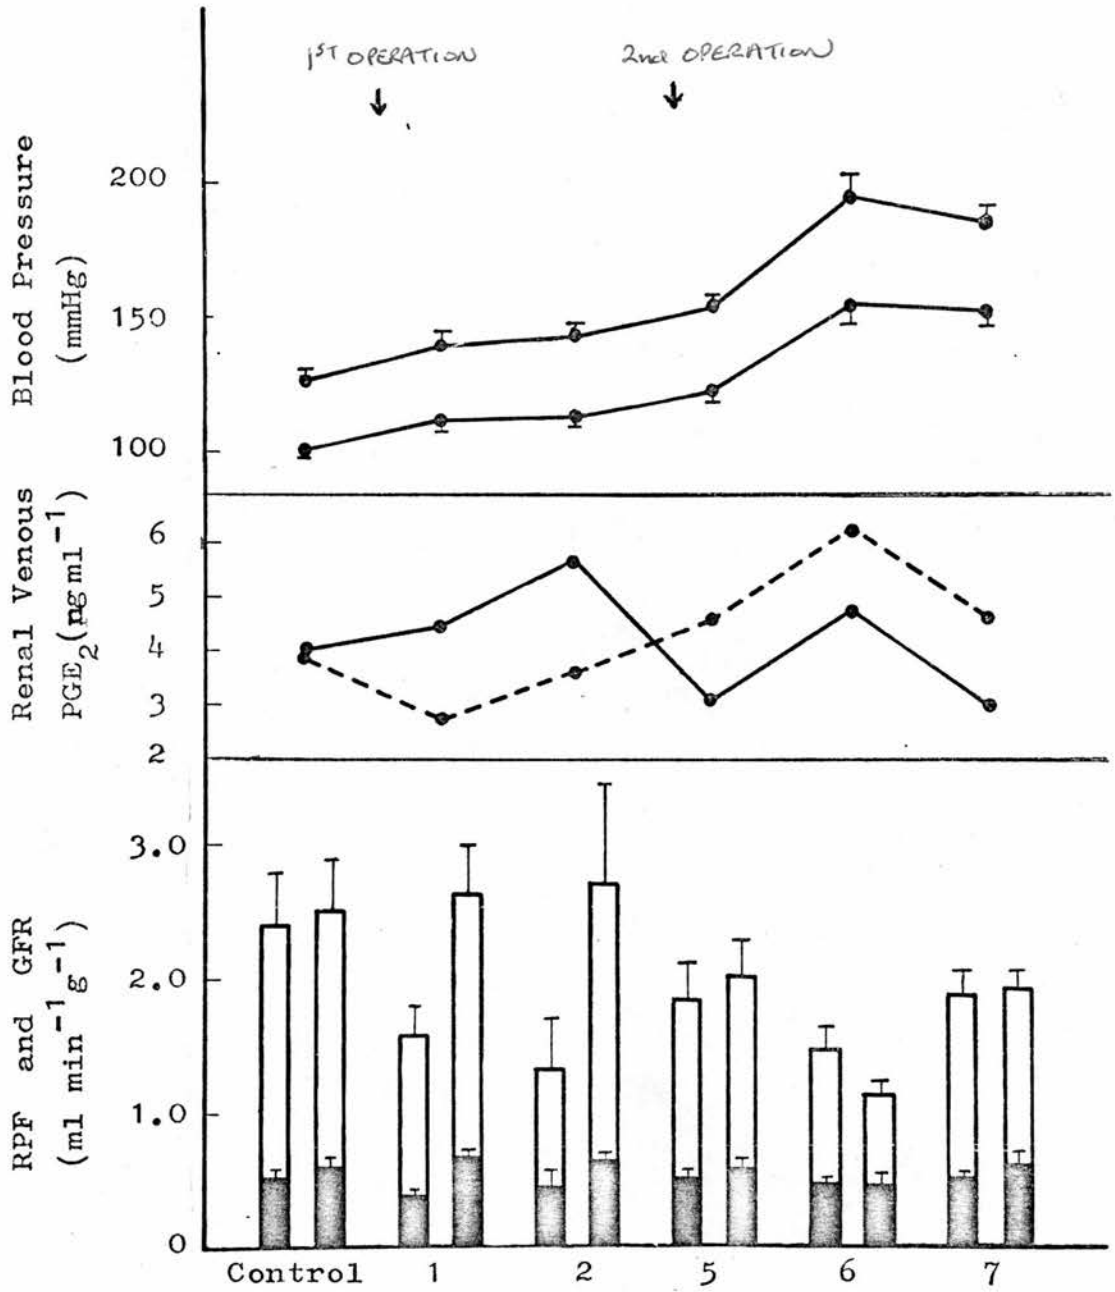 1ST OPERATION
2nd OPERATION
Blood Pressure
(mmHg)
200
150
100
Renal Venous
PGE2(ngml−1)
6
5
4
3
2
RPF and GFR
(ml min−1g−1)
3.0
2.0
1.0
0
Control 1 2 5 6 7